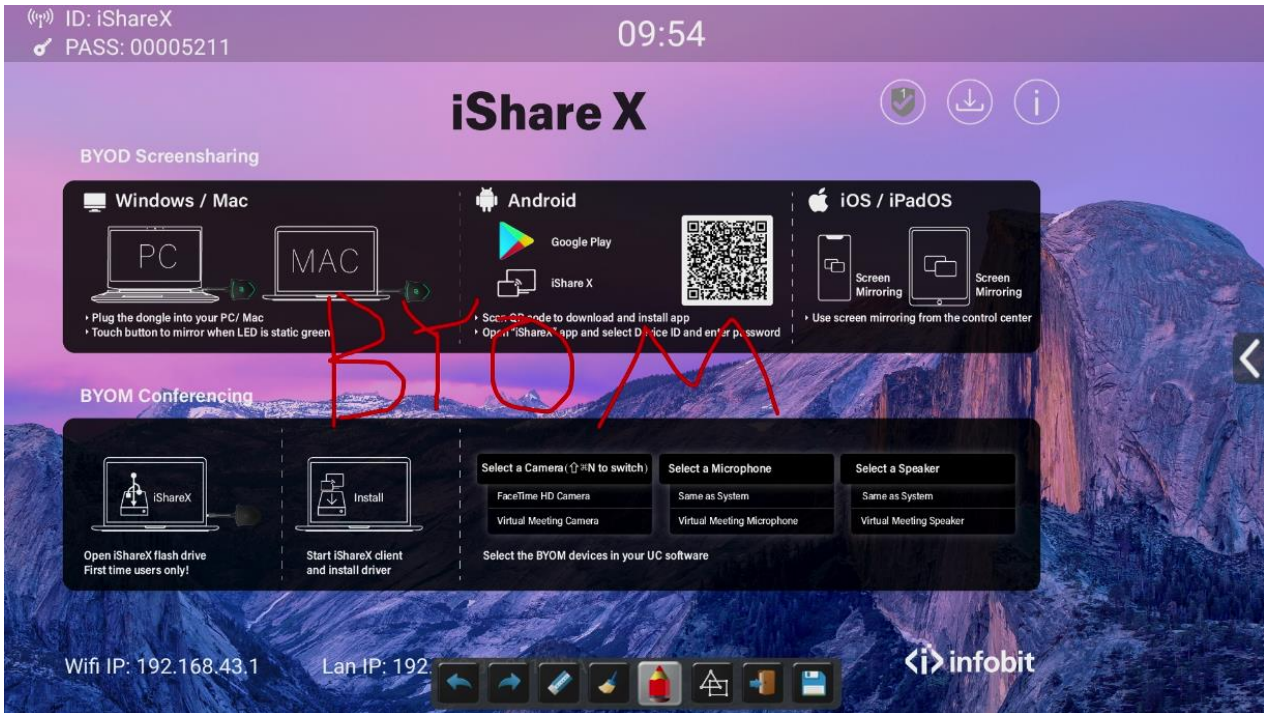 ID: iShareX
PASS: 00005211
09:54
iShare X
1
i
BYOD Screensharing
Windows / Mac
PC
MAC
‣ Plug the dongle into your PC/ Mac
‣ Touch button to mirror when LED is static green
Android
Google Play
iShare X
‣ Scan QR code to download and install app
‣ Open "iShareX" app and select Device ID and enter password
iOS / iPadOS
Screen
Mirroring
Screen
Mirroring
‣ Use screen mirroring from the control center
BYOM
BYOM Conferencing
iShareX
Open iShareX flash drive
First time users only!
Install
Start iShareX client
and install driver
Select a Camera(⇧⌘N to switch)
FaceTime HD Camera
Virtual Meeting Camera
Select a Microphone
Same as System
Virtual Meeting Microphone
Select a Speaker
Same as System
Virtual Meeting Speaker
Select the BYOM devices in your UC software
Wifi IP: 192.168.43.1
Lan IP: 192.
<i> infobit